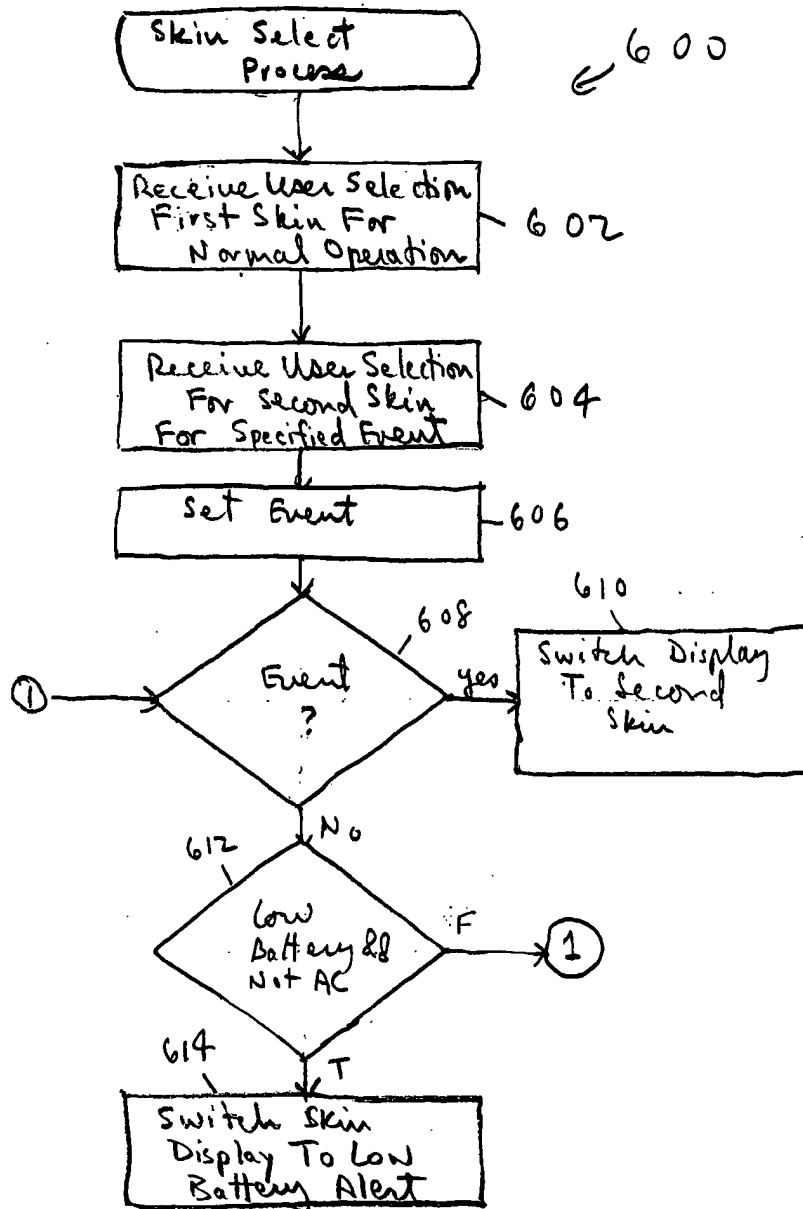 Skin Select
Process
600
Receive User Selection
First Skin For
Normal Operation
602
Receive User Selection
For Second Skin
For Specified Event
604
Set Event
606
608
610
1
Event
?
yes
Switch Display
To Second
Skin
No
612
Low
Battery &&
Not AC
F
1
614
T
Switch Skin
Display To Low
Battery Alert